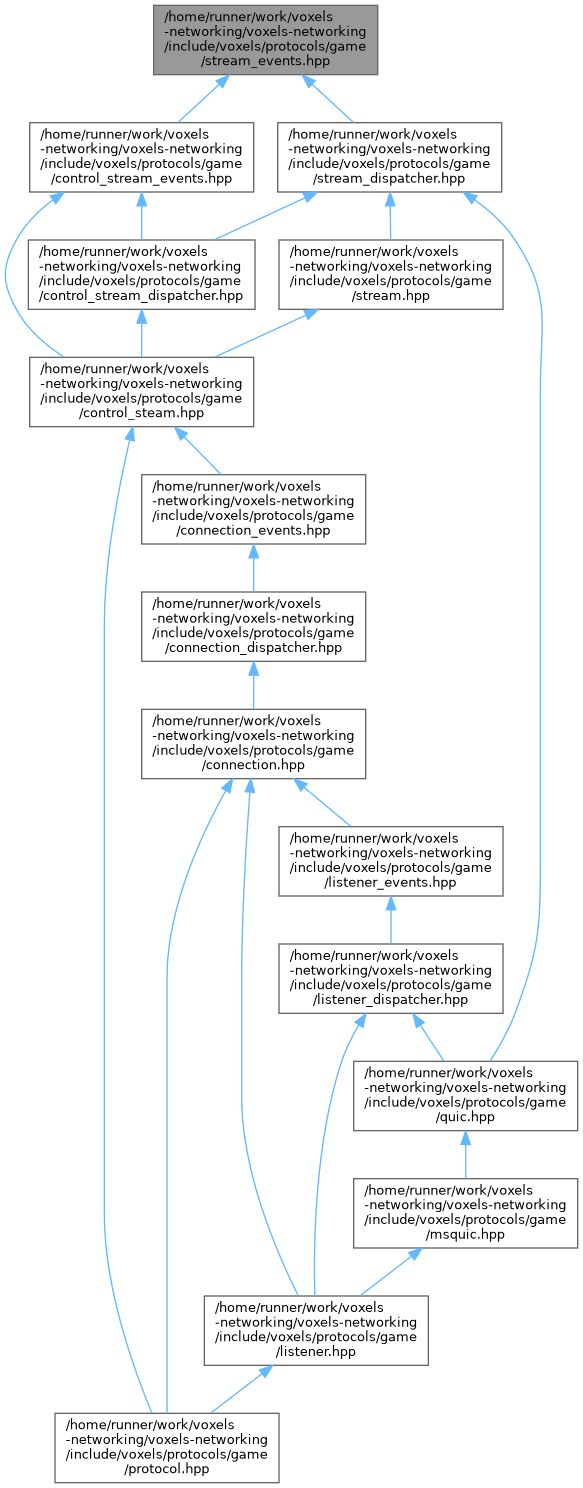 /home/runner/work/voxels
-networking/voxels-networking
/include/voxels/protocols/game
/stream_events.hpp
/home/runner/work/voxels
-networking/voxels-networking
/include/voxels/protocols/game
/control_stream_events.hpp
/home/runner/work/voxels
-networking/voxels-networking
/include/voxels/protocols/game
/stream_dispatcher.hpp
/home/runner/work/voxels
-networking/voxels-networking
/include/voxels/protocols/game
/control_stream_dispatcher.hpp
/home/runner/work/voxels
-networking/voxels-networking
/include/voxels/protocols/game
/stream.hpp
/home/runner/work/voxels
-networking/voxels-networking
/include/voxels/protocols/game
/control_steam.hpp
/home/runner/work/voxels
-networking/voxels-networking
/include/voxels/protocols/game
/connection_events.hpp
/home/runner/work/voxels
-networking/voxels-networking
/include/voxels/protocols/game
/connection_dispatcher.hpp
/home/runner/work/voxels
-networking/voxels-networking
/include/voxels/protocols/game
/connection.hpp
/home/runner/work/voxels
-networking/voxels-networking
/include/voxels/protocols/game
/listener_events.hpp
/home/runner/work/voxels
-networking/voxels-networking
/include/voxels/protocols/game
/listener_dispatcher.hpp
/home/runner/work/voxels
-networking/voxels-networking
/include/voxels/protocols/game
/quic.hpp
/home/runner/work/voxels
-networking/voxels-networking
/include/voxels/protocols/game
/msquic.hpp
/home/runner/work/voxels
-networking/voxels-networking
/include/voxels/protocols/game
/listener.hpp
/home/runner/work/voxels
-networking/voxels-networking
/include/voxels/protocols/game
/protocol.hpp